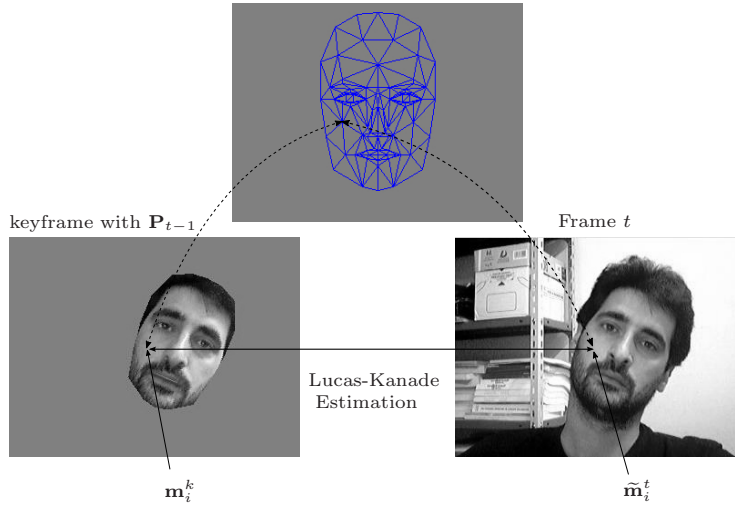 keyframe with P_{t−1}
Frame t
Lucas-Kanade
Estimation
m_i^k
m̃_i^t